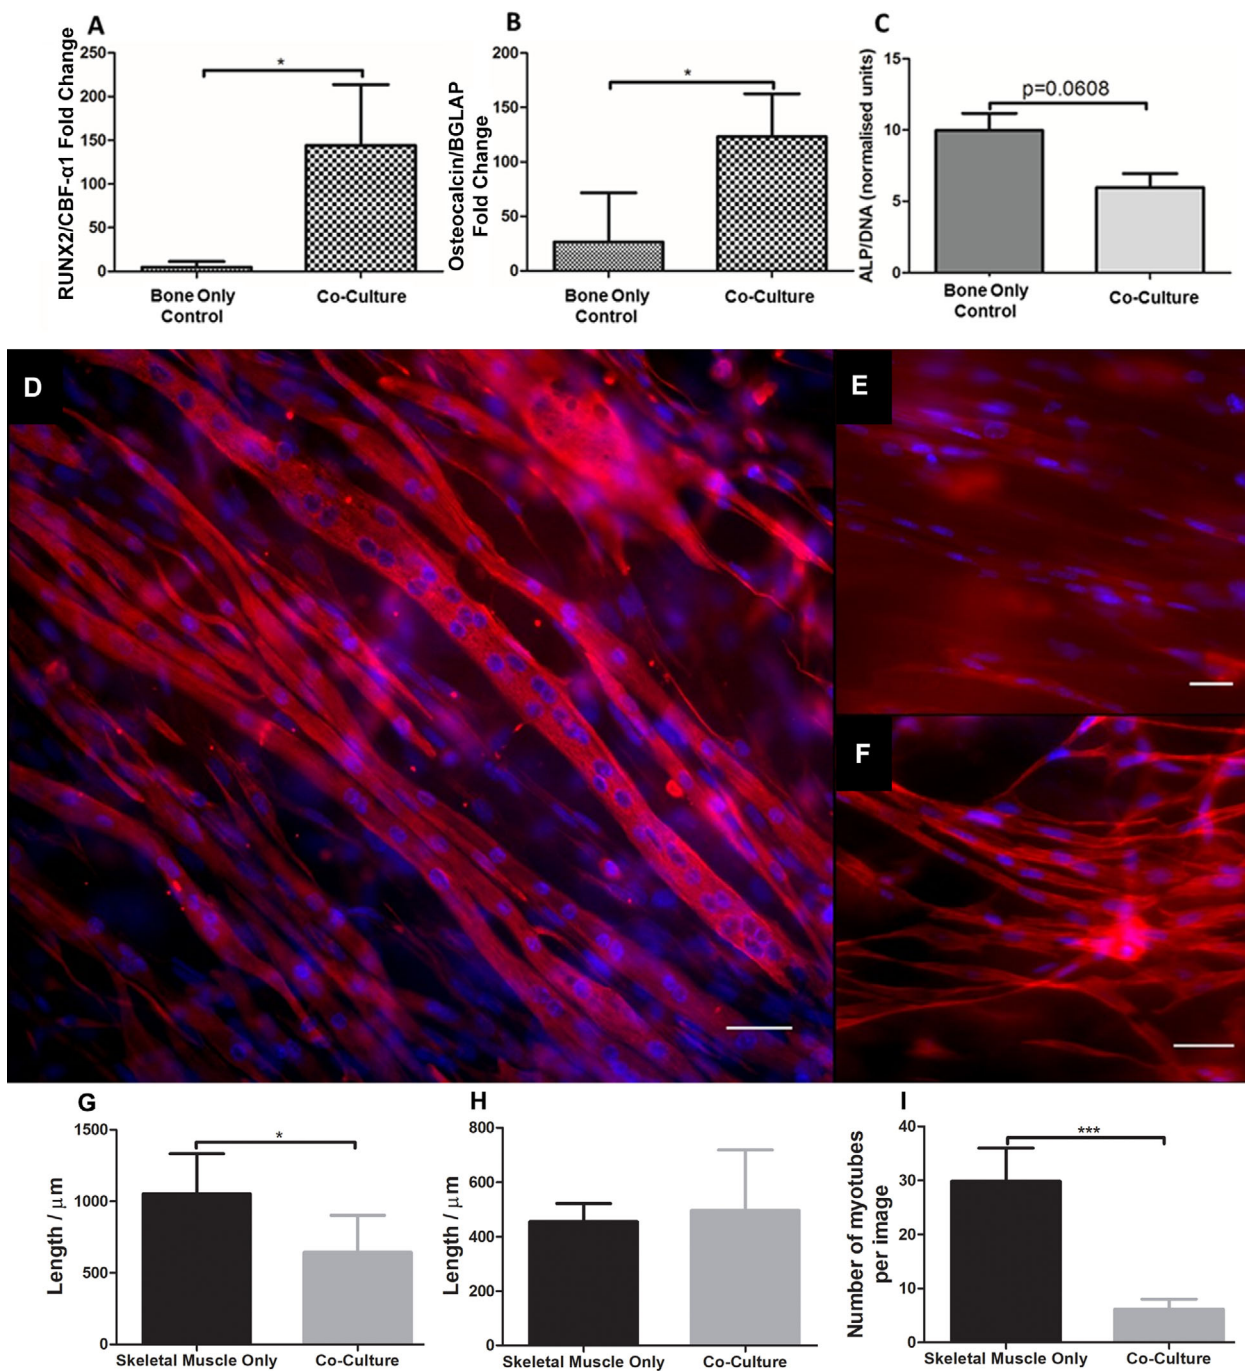 A
RUNX2/CBF-α1 Fold Change
250
200
150
100
50
0
*
Bone Only
Control
Co-Culture
B
Osteocalcin/BGLAP
Fold Change
200
150
100
50
0
*
Bone Only
Control
Co-Culture
C
ALP/DNA (normalised units)
15
10
5
0
p=0.0608
Bone Only
Control
Co-Culture
D
E
F
G
Length / μm
1500
1000
500
0
*
Skeletal Muscle Only
Co-Culture
H
Length / μm
800
600
400
200
0
Skeletal Muscle Only
Co-Culture
I
Number of myotubes
per image
40
30
20
10
0
***
Skeletal Muscle Only
Co-Culture